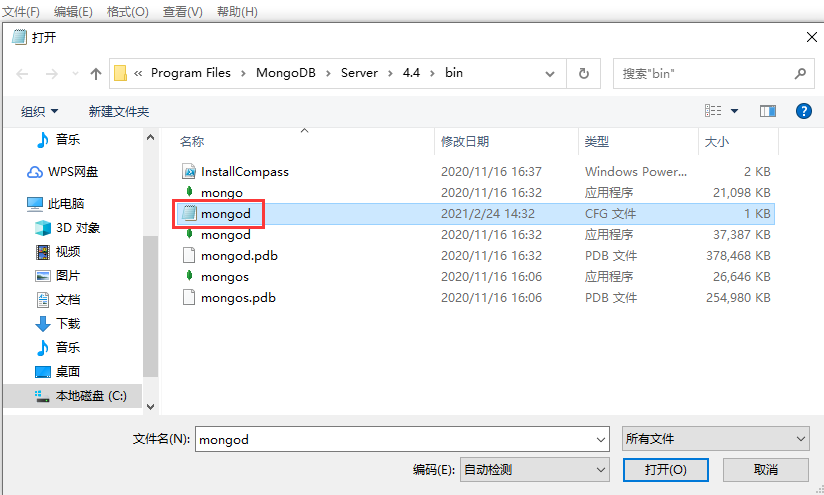 文件(F) 编辑(E) 格式(O) 查看(V) 帮助(H)
打开
« Program Files › MongoDB › Server › 4.4 › bin 搜索"bin"
组织 新建文件夹
音乐
WPS网盘
此电脑
3D 对象
视频
图片
文档
下载
音乐
桌面
本地磁盘 (C:)
名称 修改日期 类型 大小
InstallCompass 2020/11/16 16:37 Windows Power... 2 KB
mongo 2020/11/16 16:32 应用程序 21,098 KB
mongod 2021/2/24 14:32 CFG 文件 1 KB
mongod 2020/11/16 16:32 应用程序 37,387 KB
mongod.pdb 2020/11/16 16:32 PDB 文件 378,468 KB
mongos 2020/11/16 16:06 应用程序 26,646 KB
mongos.pdb 2020/11/16 16:06 PDB 文件 254,980 KB
文件名(N): mongod 所有文件
编码(E): 自动检测 打开(O) 取消